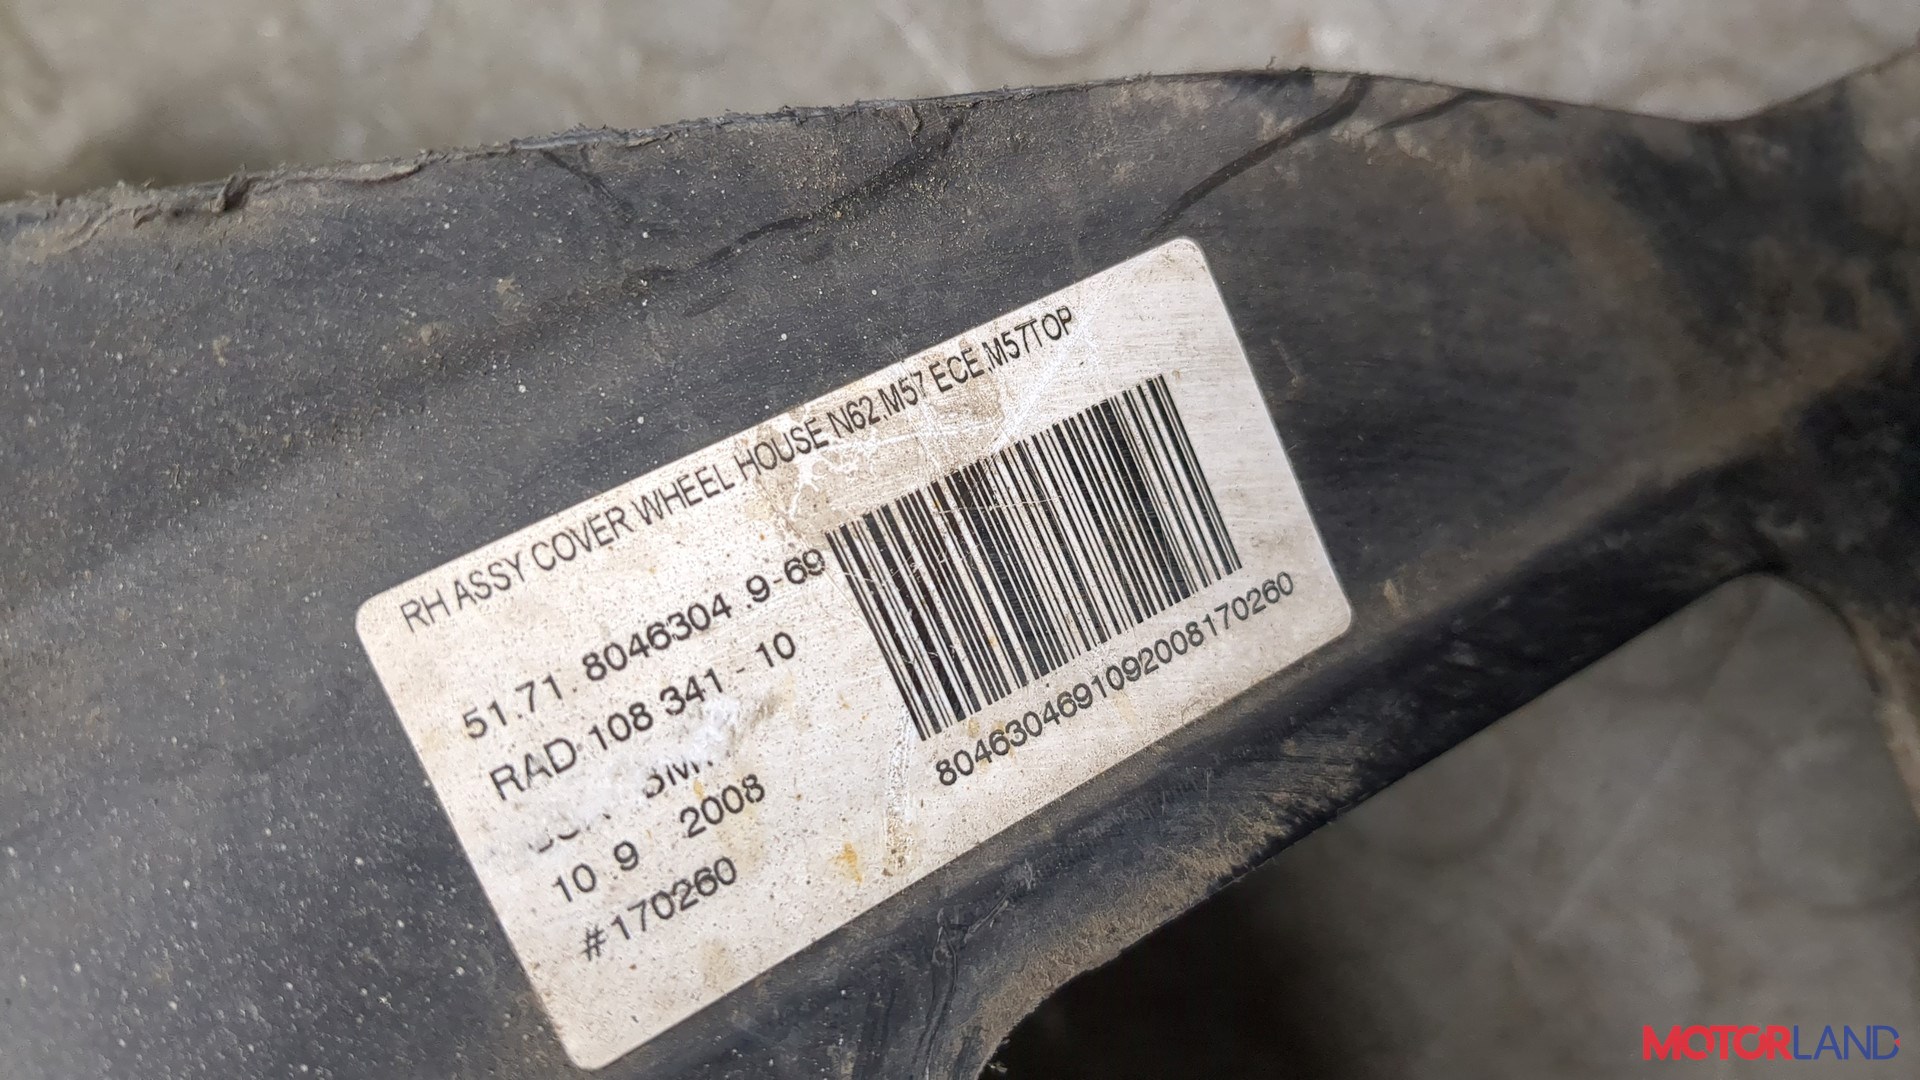 RH ASSY COVER WHEEL HOUSE N62.M57 ECE.M57TOP
51.71. 8046304 .9-69
RAD 108 341 - 10
10 .9 2008
#170260
8046304691092008170260
MOTORLAND